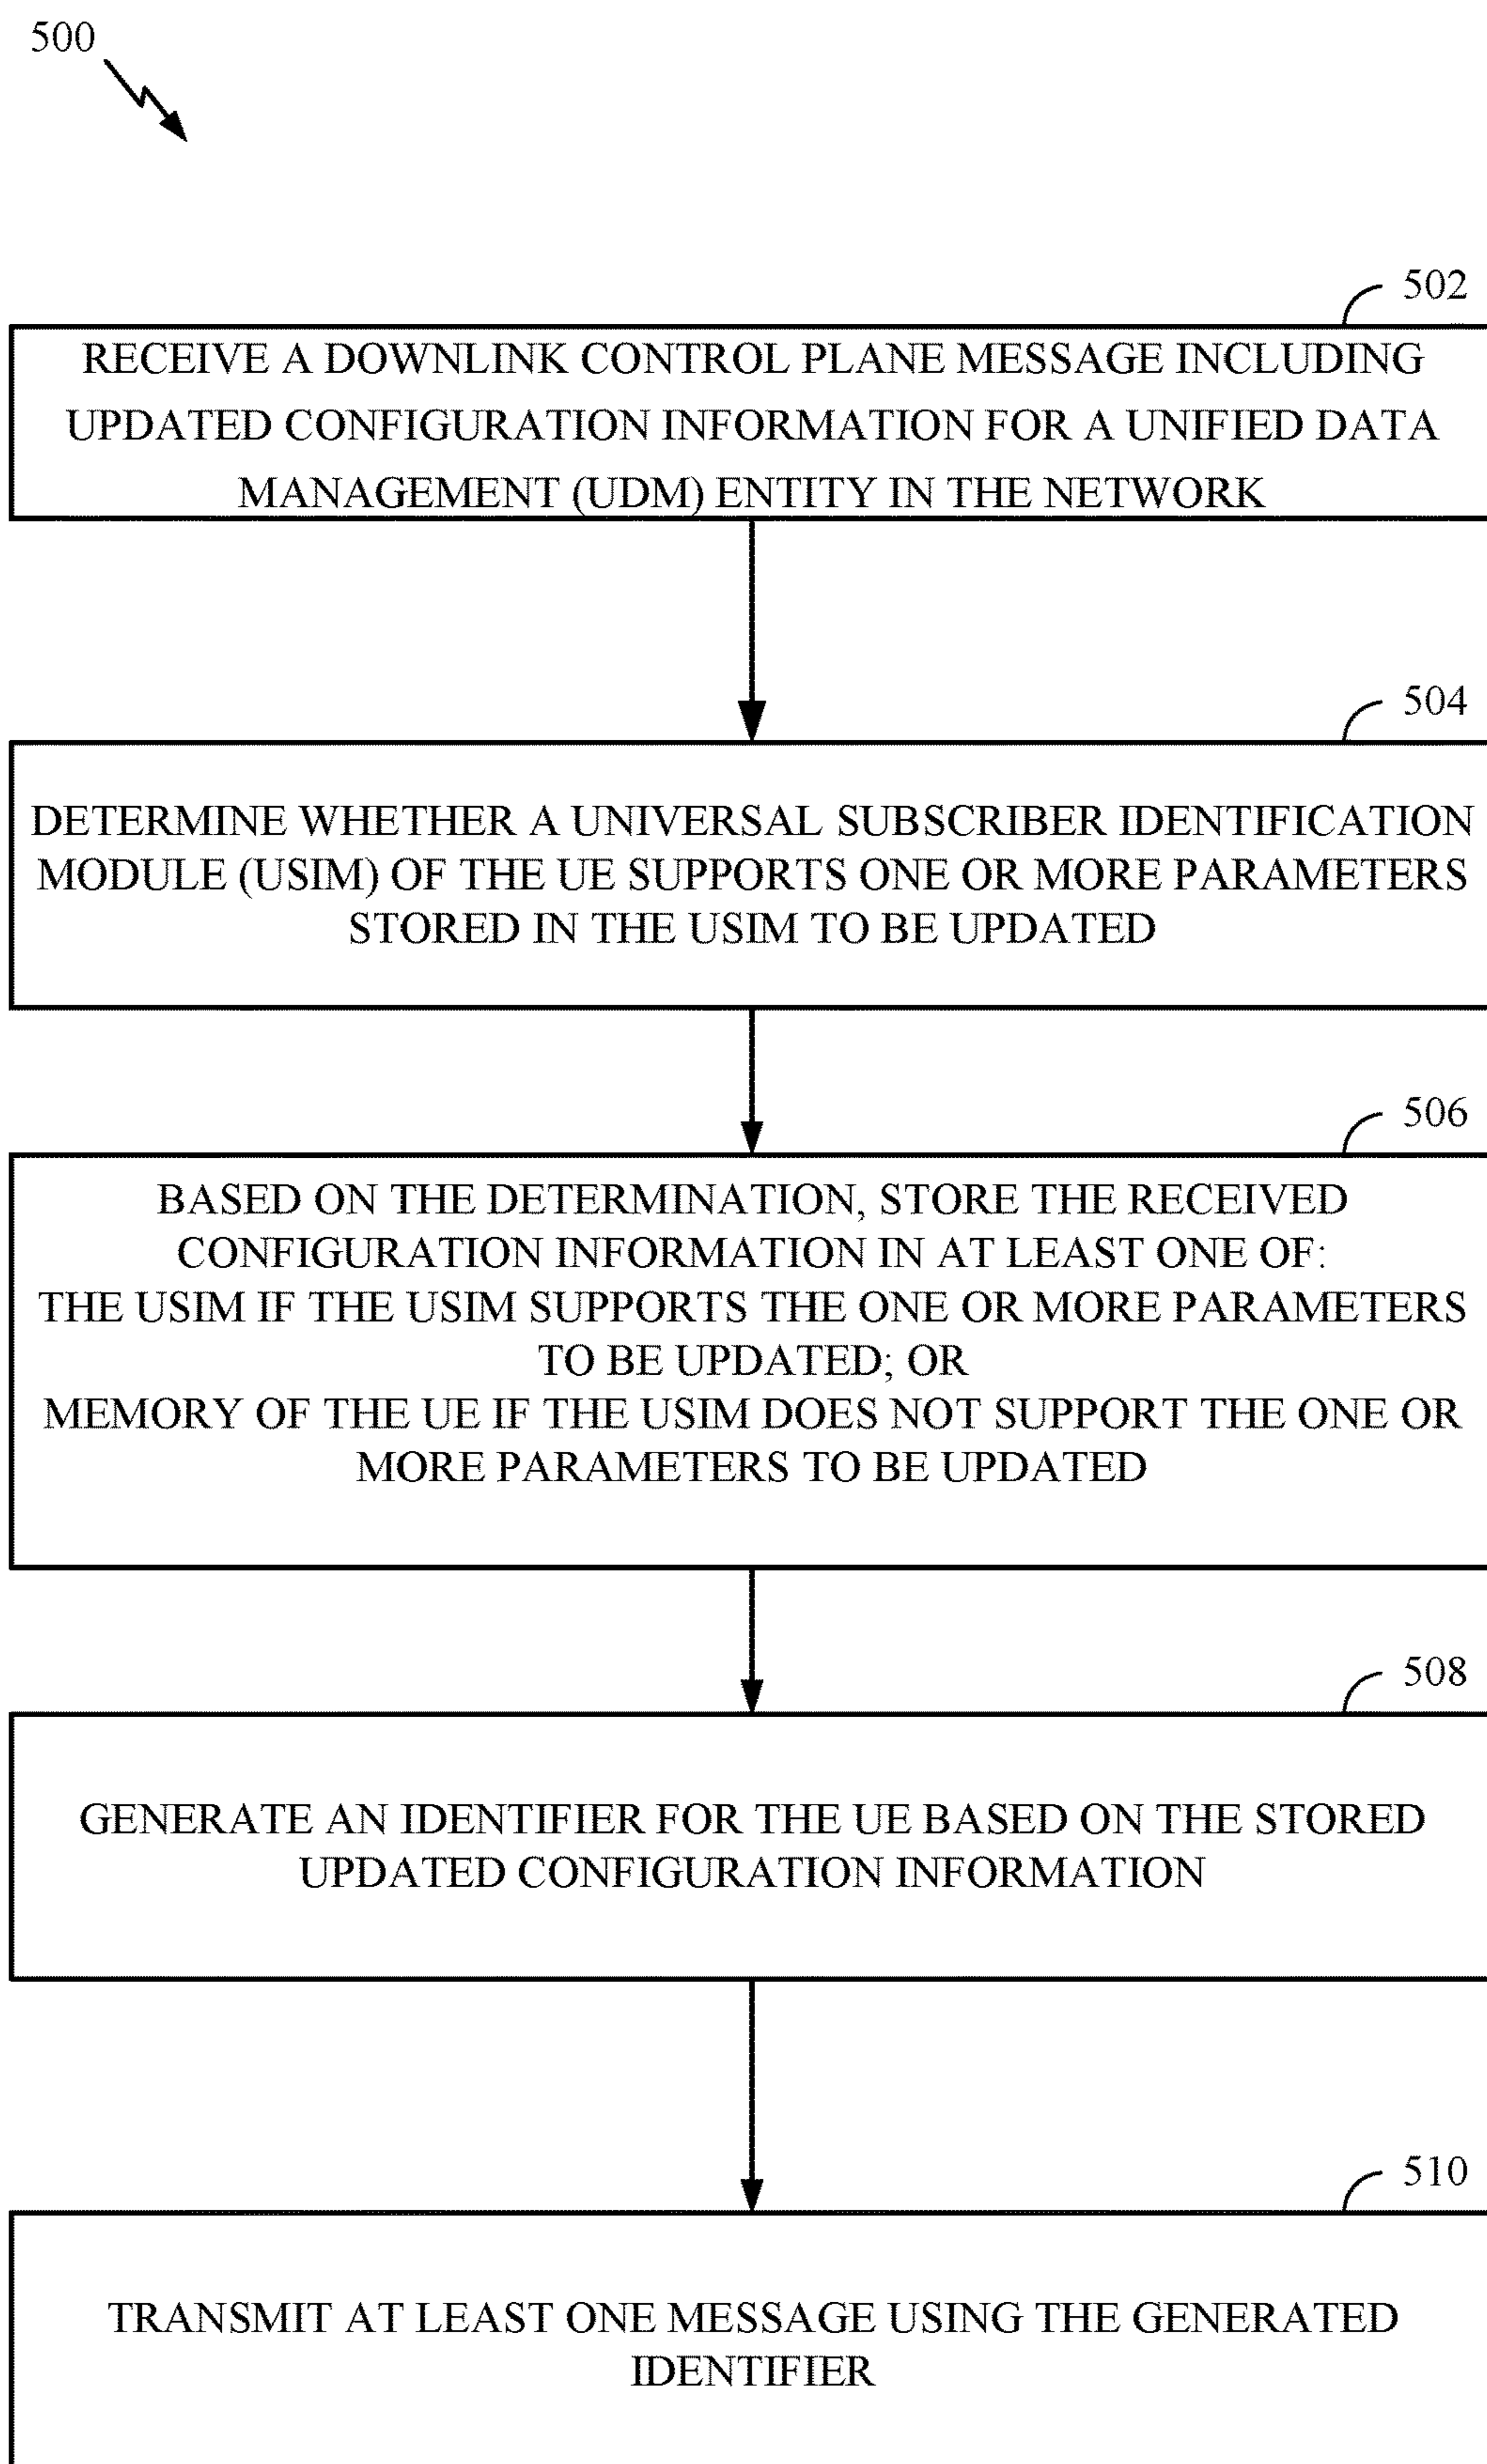 500
502
RECEIVE A DOWNLINK CONTROL PLANE MESSAGE INCLUDING
UPDATED CONFIGURATION INFORMATION FOR A UNIFIED DATA
MANAGEMENT (UDM) ENTITY IN THE NETWORK
504
DETERMINE WHETHER A UNIVERSAL SUBSCRIBER IDENTIFICATION
MODULE (USIM) OF THE UE SUPPORTS ONE OR MORE PARAMETERS
STORED IN THE USIM TO BE UPDATED
506
BASED ON THE DETERMINATION, STORE THE RECEIVED
CONFIGURATION INFORMATION IN AT LEAST ONE OF:
THE USIM IF THE USIM SUPPORTS THE ONE OR MORE PARAMETERS
TO BE UPDATED; OR
MEMORY OF THE UE IF THE USIM DOES NOT SUPPORT THE ONE OR
MORE PARAMETERS TO BE UPDATED
508
GENERATE AN IDENTIFIER FOR THE UE BASED ON THE STORED
UPDATED CONFIGURATION INFORMATION
510
TRANSMIT AT LEAST ONE MESSAGE USING THE GENERATED
IDENTIFIER